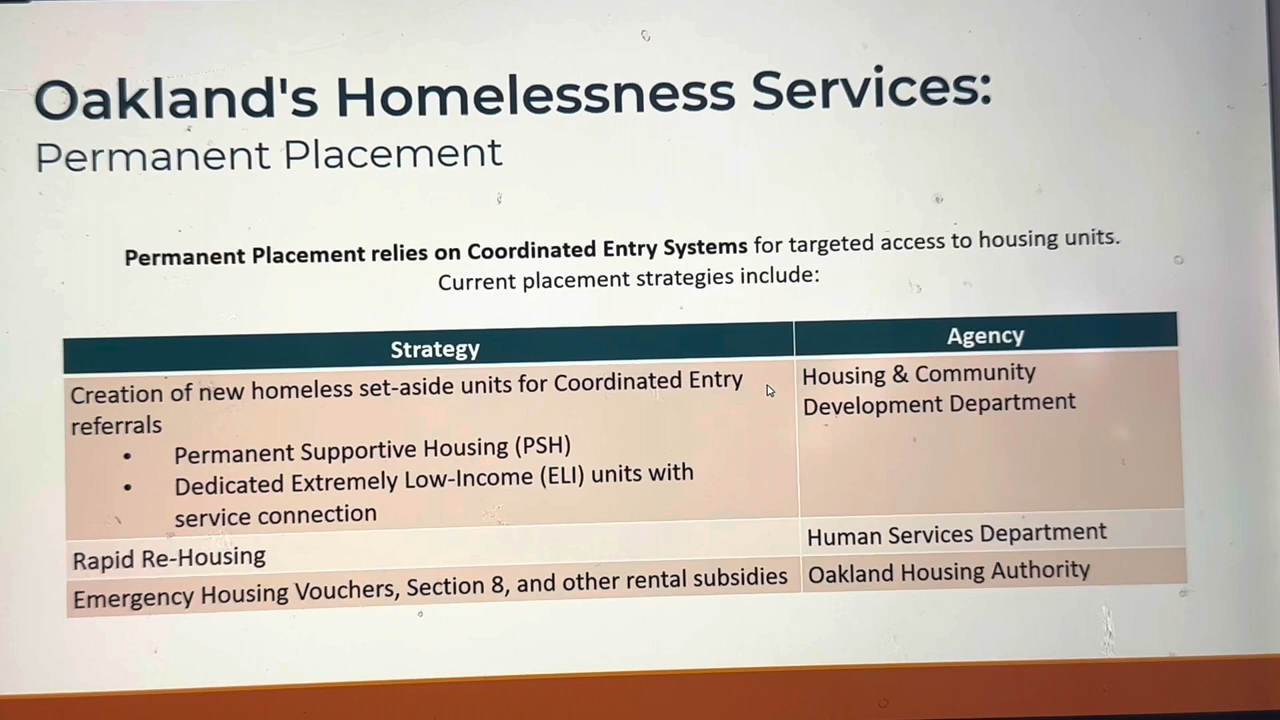 Oakland's Homelessness Services:
Permanent Placement
Permanent Placement relies on Coordinated Entry Systems for targeted access to housing units.
Current placement strategies include:
Strategy
Agency
Creation of new homeless set-aside units for Coordinated Entry
referrals
• Permanent Supportive Housing (PSH)
• Dedicated Extremely Low-Income (ELI) units with
service connection
Housing & Community
Development Department
Rapid Re-Housing
Human Services Department
Emergency Housing Vouchers, Section 8, and other rental subsidies
Oakland Housing Authority